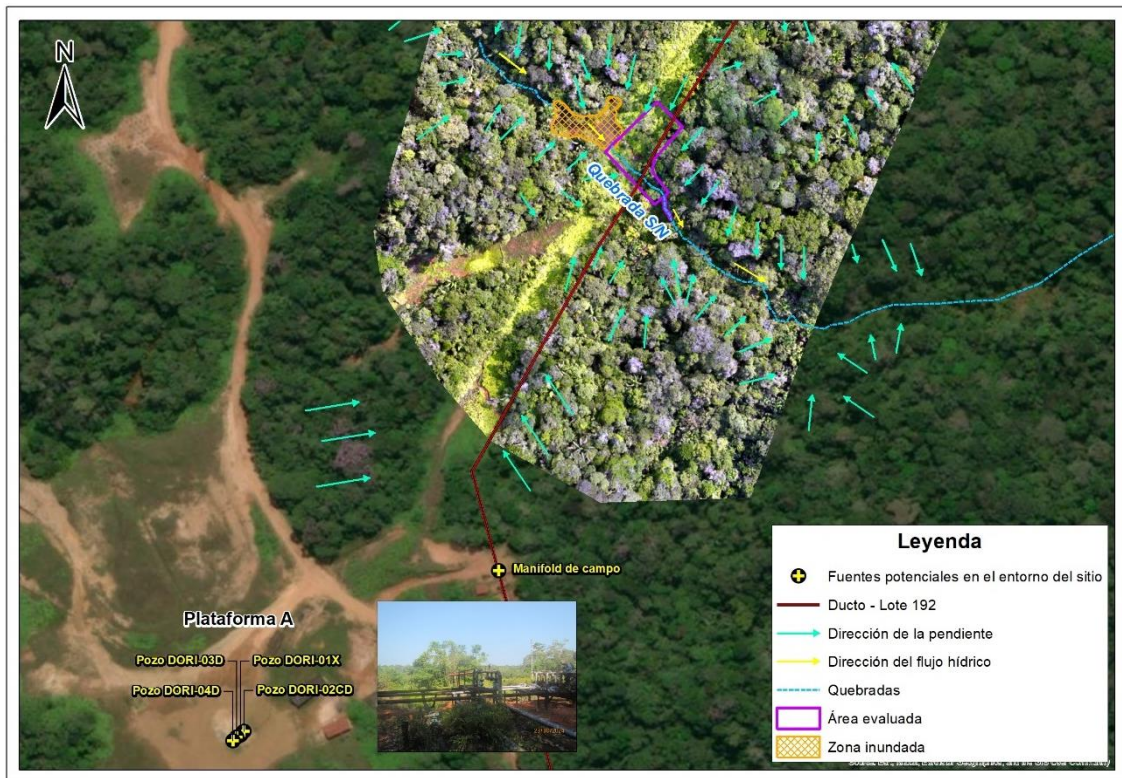 N
Quebrada S/N
Manifold de campo
Plataforma A
Pozo DORI-03D
Pozo DORI-01X
Pozo DORI-04D
Pozo DORI-02CD
Leyenda
Fuentes potenciales en el entorno del sitio
Ducto - Lote 192
Dirección de la pendiente
Dirección del flujo hídrico
Quebradas
Área evaluada
Zona inundada